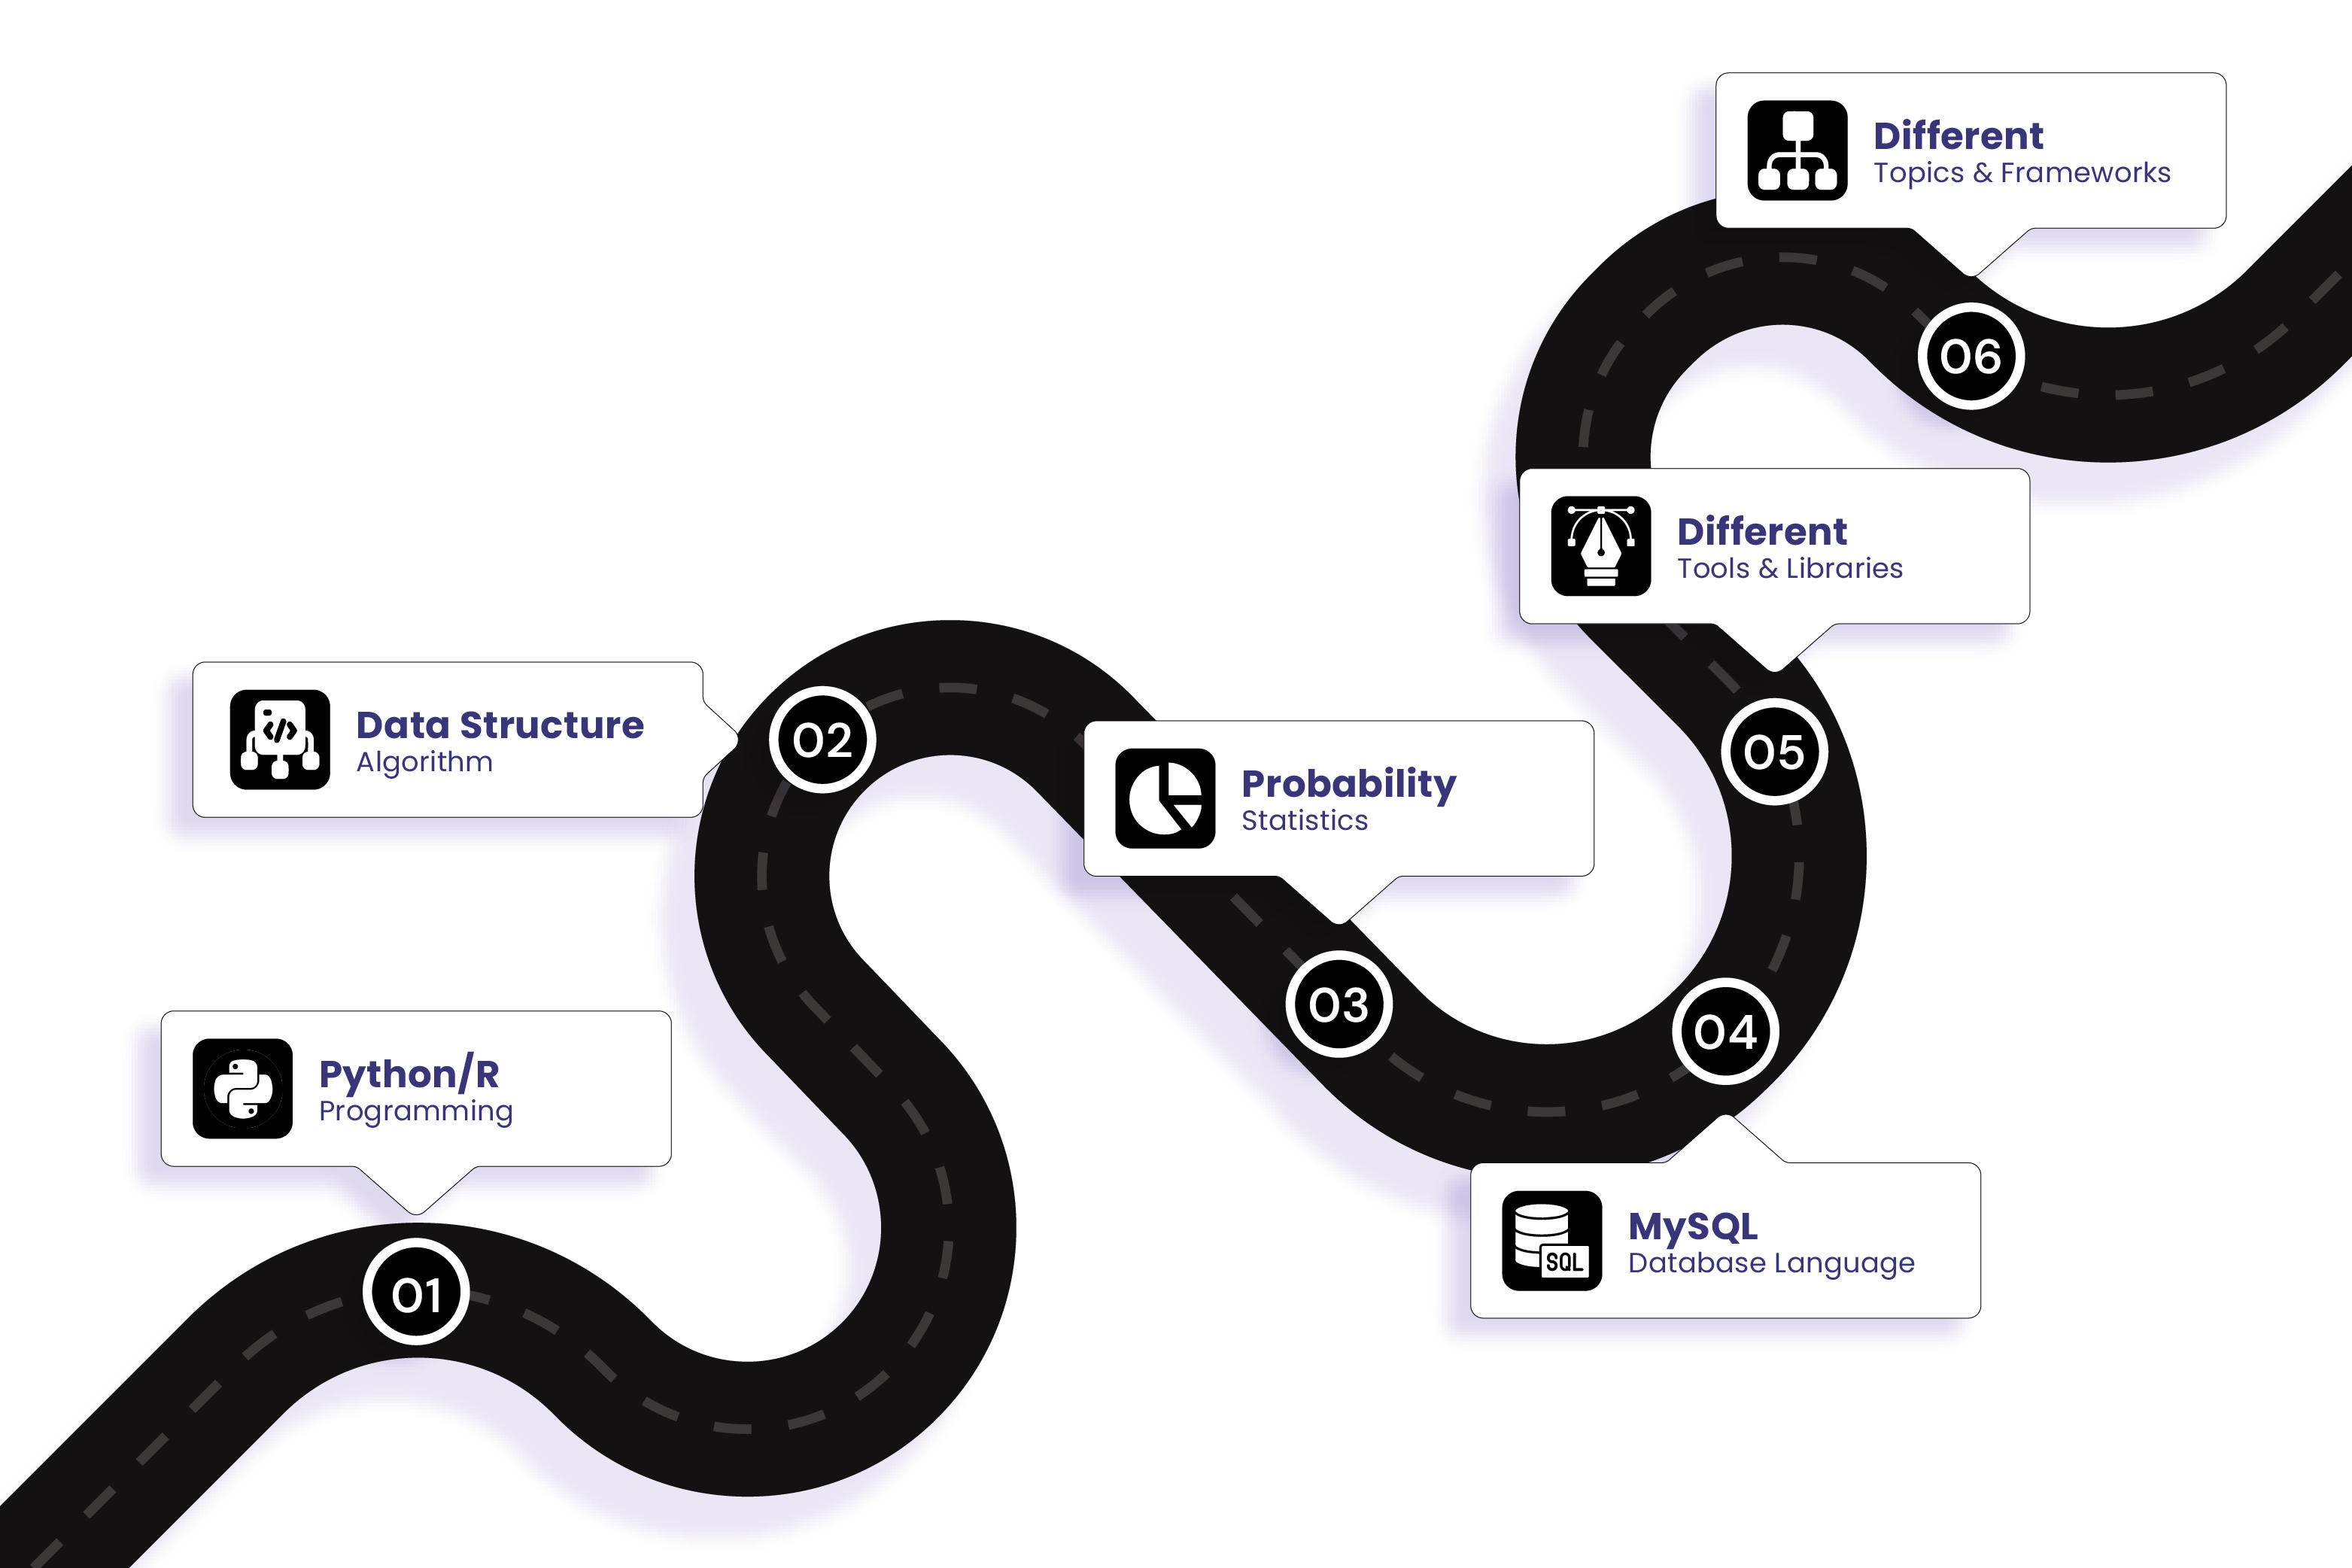 Different
Topics & Frameworks
06
Different
Tools & Libraries
05
Data Structure
Algorithm
02
Probability
Statistics
03
04
Python/R
Programming
01
MySQL
Database Language
SQL